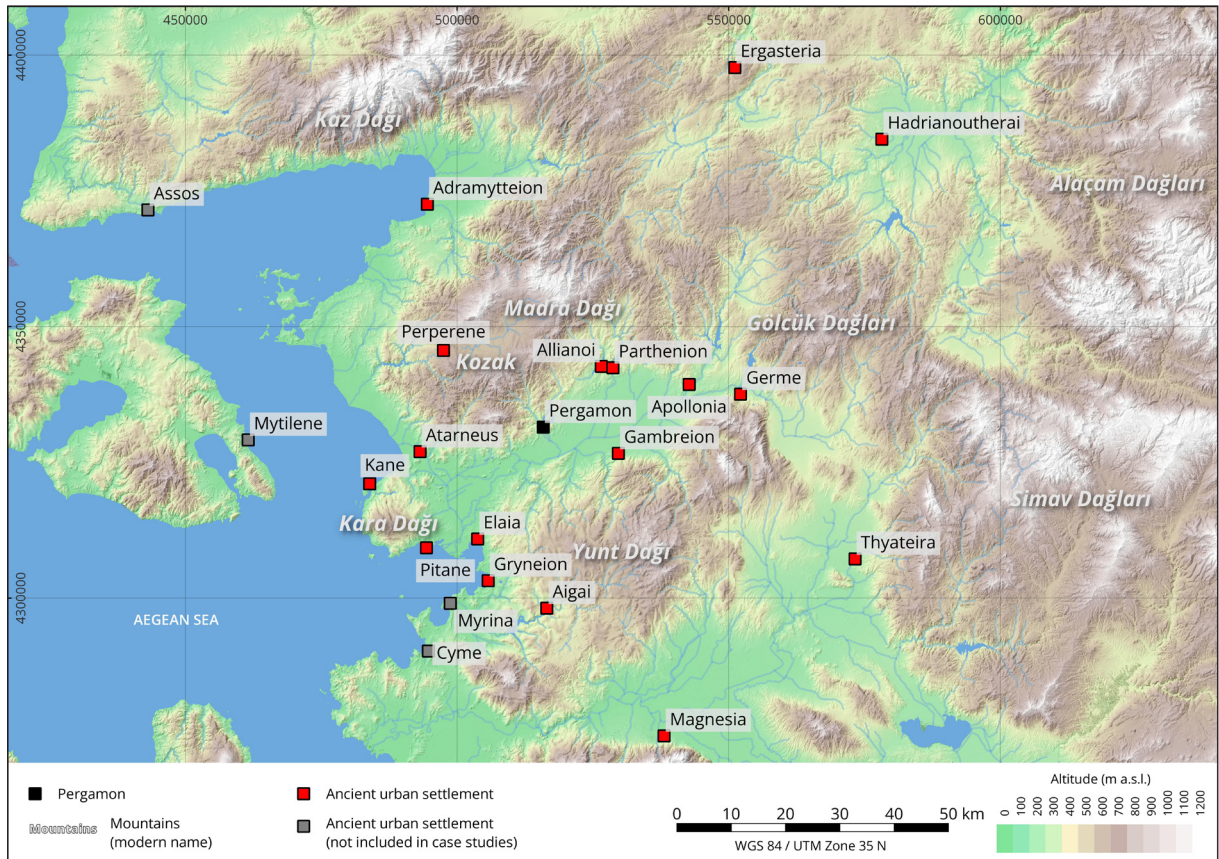 450000
500000
550000
600000
4400000
4350000
4300000
Ergasteria
Kaz Dağı
Hadrianoutherai
Alaçam Dağları
Adramytteion
Assos
Maara Dağı
Gölcük Dağları
Perperene
Kozak
Allianoi
Parthenion
Germe
Apollonia
Pergamon
Mytilene
Atarneus
Gambreion
Kane
Simav Dağları
Kara Dağı
Elaia
Yunt Dağı
Thyateira
Pitane
Gryneion
Aigai
AEGEAN SEA
Myrina
Cyme
Magnesia
Pergamon
Mountains
Mountains
(modern name)
Ancient urban settlement
Ancient urban settlement
(not included in case studies)
0 10 20 30 40 50 km
WGS 84 / UTM Zone 35 N
Altitude (m a.s.l.)
0 100 200 300 400 450 500 600 700 800 900 1000 1100 1200